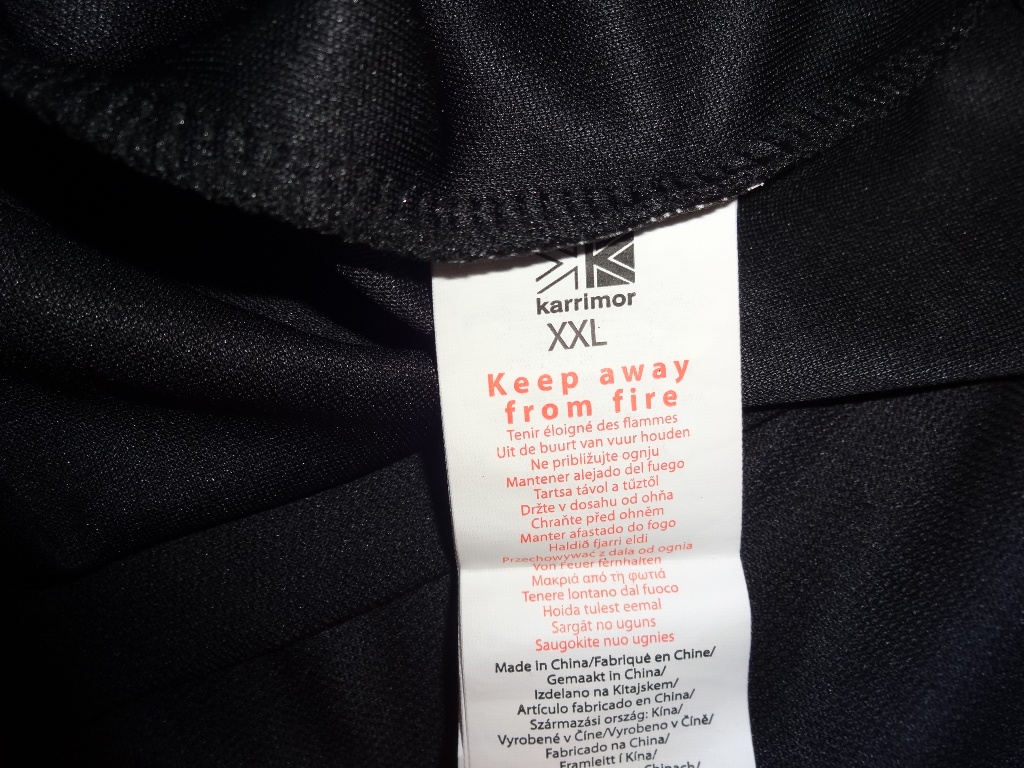 karrimor
XXL
Keep away
from fire
Tenir éloigné des flammes
Uit de buurt van vuur houden
Ne približujte ognju
Mantener alejado del fuego
Tartsa távol a tűztől
Držte v dosahu od ohňa
Chraňte před ohněm
Manter afastado do fogo
Haldið fjarri eldi
Przechowywać z dala od ognia
Von Feuer fernhalten
Μακριά από τη φωτιά
Tenere lontano dal fuoco
Hoida tulest eemal
Sargāt no uguns
Saugokite nuo ugnies
Made in China/Fabriqué en Chine/
Gemaakt in China/
Izdelano na Kitajskem/
Artículo fabricado en China/
Származási ország: Kína/
Vyrobené v Číne/Vyrobeno v Číně/
Fabricado na China/
Framleitt í Kína/
Chinach/